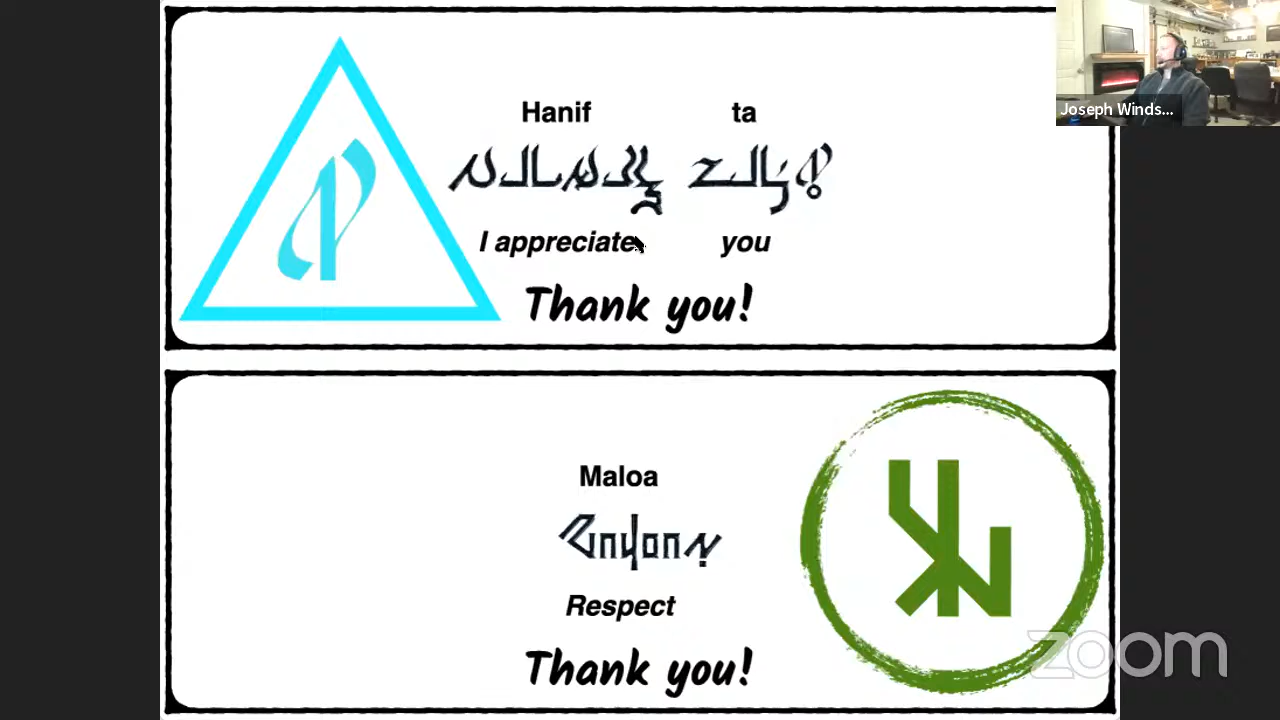 Hanif ta
I appreciate you
Thank you!
Maloa
Respect
Thank you!
Joseph Winds...
zoom